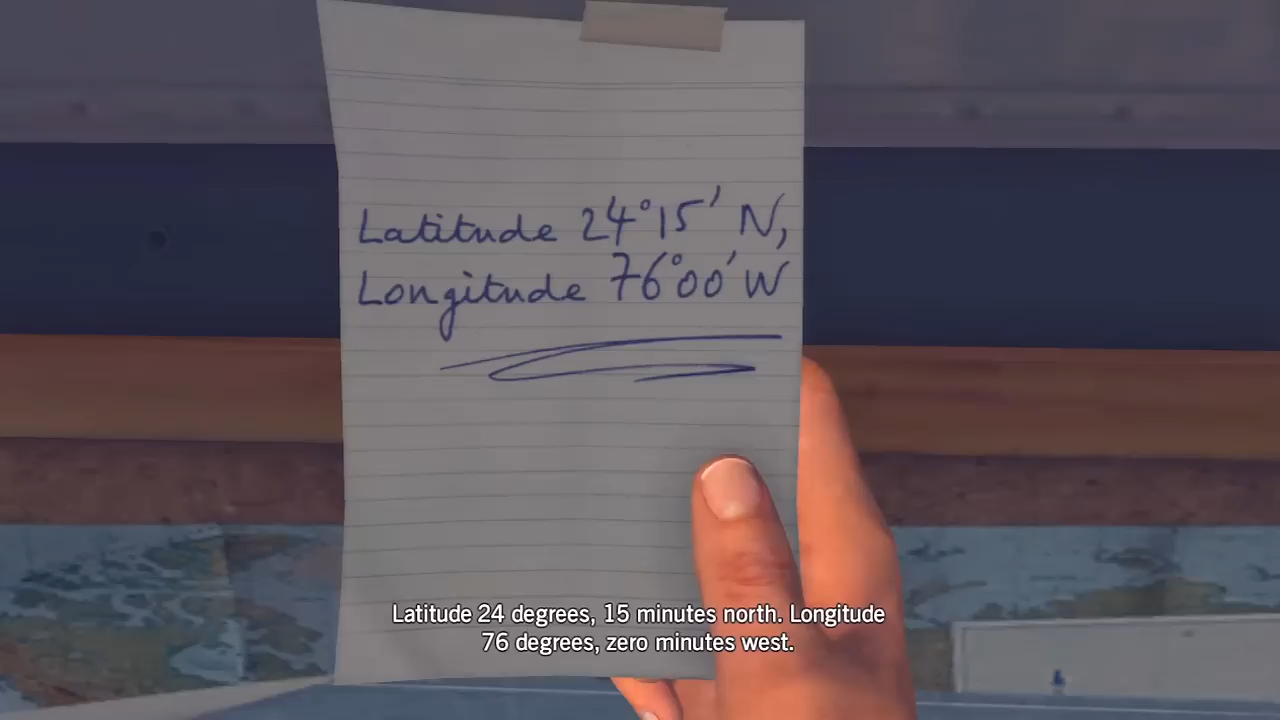 Latitude 24°15' N,
Longitude 76°00' W
Latitude 24 degrees, 15 minutes north. Longitude
76 degrees, zero minutes west.